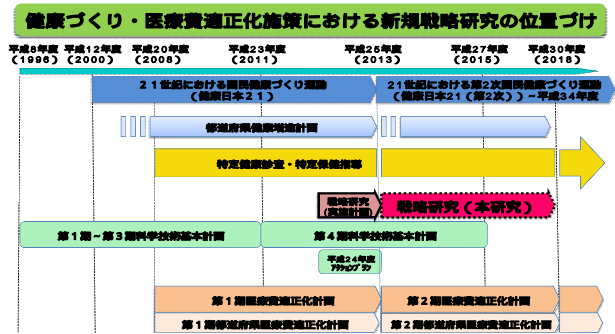 健康づくり・医療費適正化施策における新規戦略研究の位置づけ
平成8年度 平成12年度 平成20年度 平成23年度 平成25年度 平成27年度 平成30年度
(1996) (2000) (2008) (2011) (2013) (2015) (2018)
21世紀における国民健康づくり運動
(健康日本21)
21世紀における第2次国民健康づくり運動
(健康日本21(第2次))~平成34年度
都道府県健康増進計画
特定健康診査・特定保健指導
戦略研究
(実施計画)
戦略研究(本研究)
第1期~第3期科学技術基本計画
第4期科学技術基本計画
平成24年度
アクションプラン
第1期医療費適正化計画
第2期医療費適正化計画
第1期都道府県医療費適正化計画
第2期都道府県医療費適正化計画